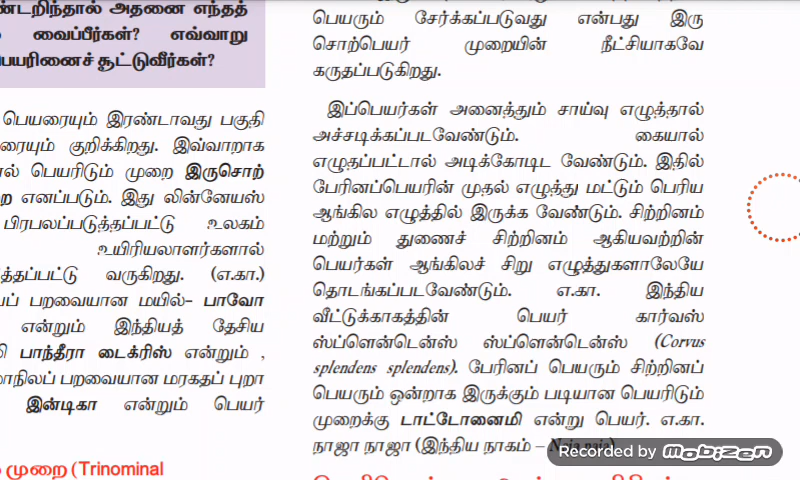 ண்டறிந்தால் அதனை எந்தத்
வைப்பீர்கள்? எவ்வாறு
பெயரினைச் சூட்டுவீர்கள்?
பெயரையும் இரண்டாவது பகுதி
ரையும் குறிக்கிறது. இவ்வாறாக
ால் பெயரிடும் முறை இருசொற்
ற எனப்படும். இது லின்னேயஸ்
பிரபலப்படுத்தப்பட்டு உலகம்
உயிரியலாளர்களால்
த்தப்பட்டு வருகிறது. (எ.கா.)
ப் பறவையான மயில்- பாவோ
என்றும் இந்தியத் தேசிய
பாந்தீரா டைக்ரிஸ் என்றும் ,
மாநிலப் பறவையான மரகதப் புறா
இன்டிகா என்றும் பெயர்
முறை (Trinominal
பெயரும் சேர்க்கப்படுவது என்பது இரு
சொற்பெயர் முறையின் நீட்சியாகவே
கருதப்படுகிறது.
இப்பெயர்கள் அனைத்தும் சாய்வு எழுத்தால்
அச்சடிக்கப்படவேண்டும். கையால்
எழுதப்பட்டால் அடிக்கோடிட வேண்டும். இதில்
பேரினப்பெயரின் முதல் எழுத்து மட்டும் பெரிய
ஆங்கில எழுத்தில் இருக்க வேண்டும். சிற்றினம்
மற்றும் துணைச் சிற்றினம் ஆகியவற்றின்
பெயர்கள் ஆங்கிலச் சிறு எழுத்துகளாலேயே
தொடங்கப்படவேண்டும். எ.கா. இந்திய
வீட்டுக்காகத்தின் பெயர் கார்வஸ்
ஸ்ப்ளென்டென்ஸ் ஸ்ப்ளென்டென்ஸ் (Corvus
splendens splendens). பேரினப் பெயரும் சிற்றினப்
பெயரும் ஒன்றாக இருக்கும் படியான பெயரிடும்
முறைக்கு டாட்டோனைமி என்று பெயர். எ.கா.
நாஜா நாஜா (இந்திய நாகம் – Naja naja)
Recorded by Mobizen